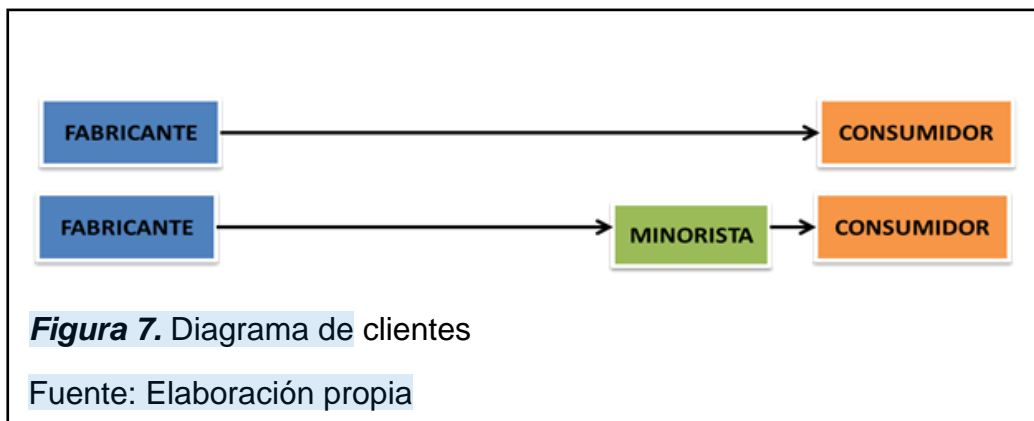 FABRICANTE CONSUMIDOR
FABRICANTE MINORISTA CONSUMIDOR
Figura 7. Diagrama de clientes
Fuente: Elaboración propia